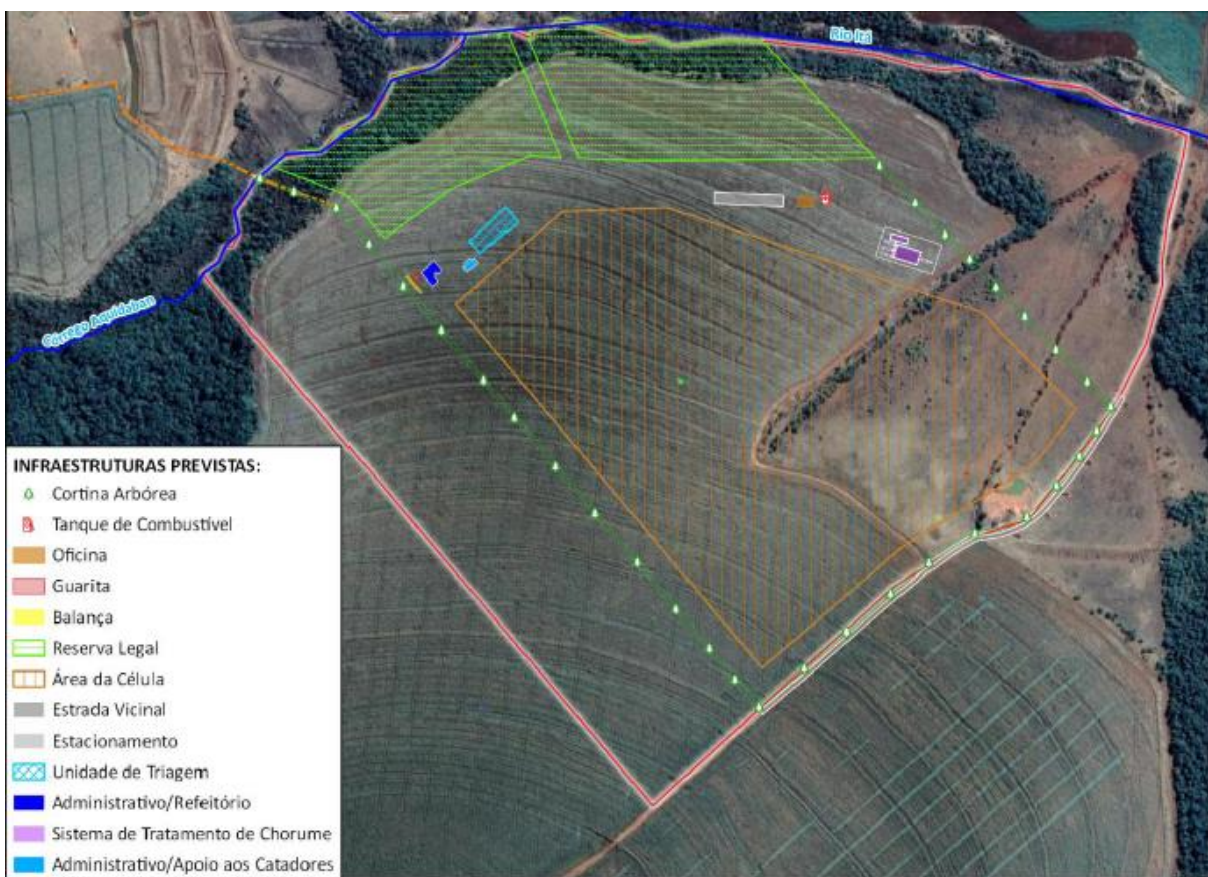 Rio Itá
Córrego Aquidaban
INFRAESTRUTURAS PREVISTAS:
Cortina Arbórea
Tanque de Combustível
Oficina
Guarita
Balança
Reserva Legal
Área da Célula
Estrada Vicinal
Estacionamento
Unidade de Triagem
Administrativo/Refeitório
Sistema de Tratamento de Chorume
Administrativo/Apoio aos Catadores